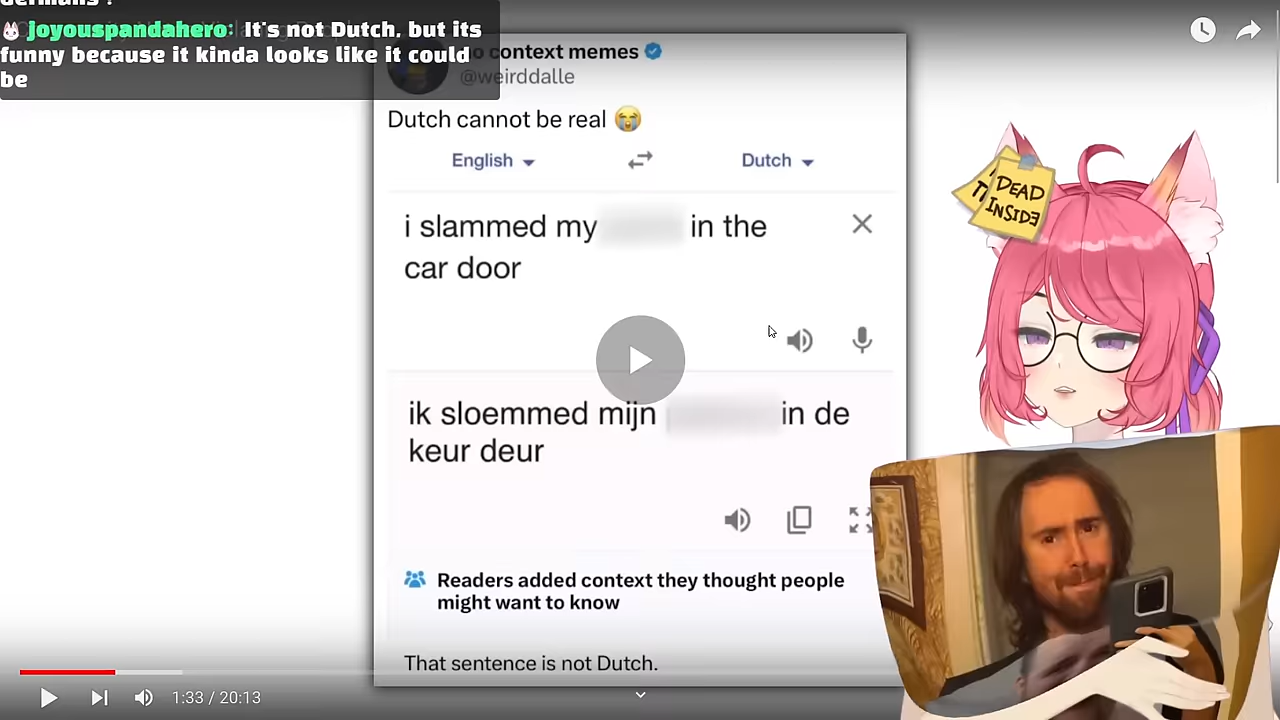 joyouspandahero: It's not Dutch. but its
funny because it kinda looks like it could
be
context memes
@weirddalle
Dutch cannot be real 😭
English
Dutch
i slammed my in the
car door
ik sloemmed mijn in de
keur deur
Readers added context they thought people
might want to know
That sentence is not Dutch.
DEAD
INSIDE
1:33 / 20:13